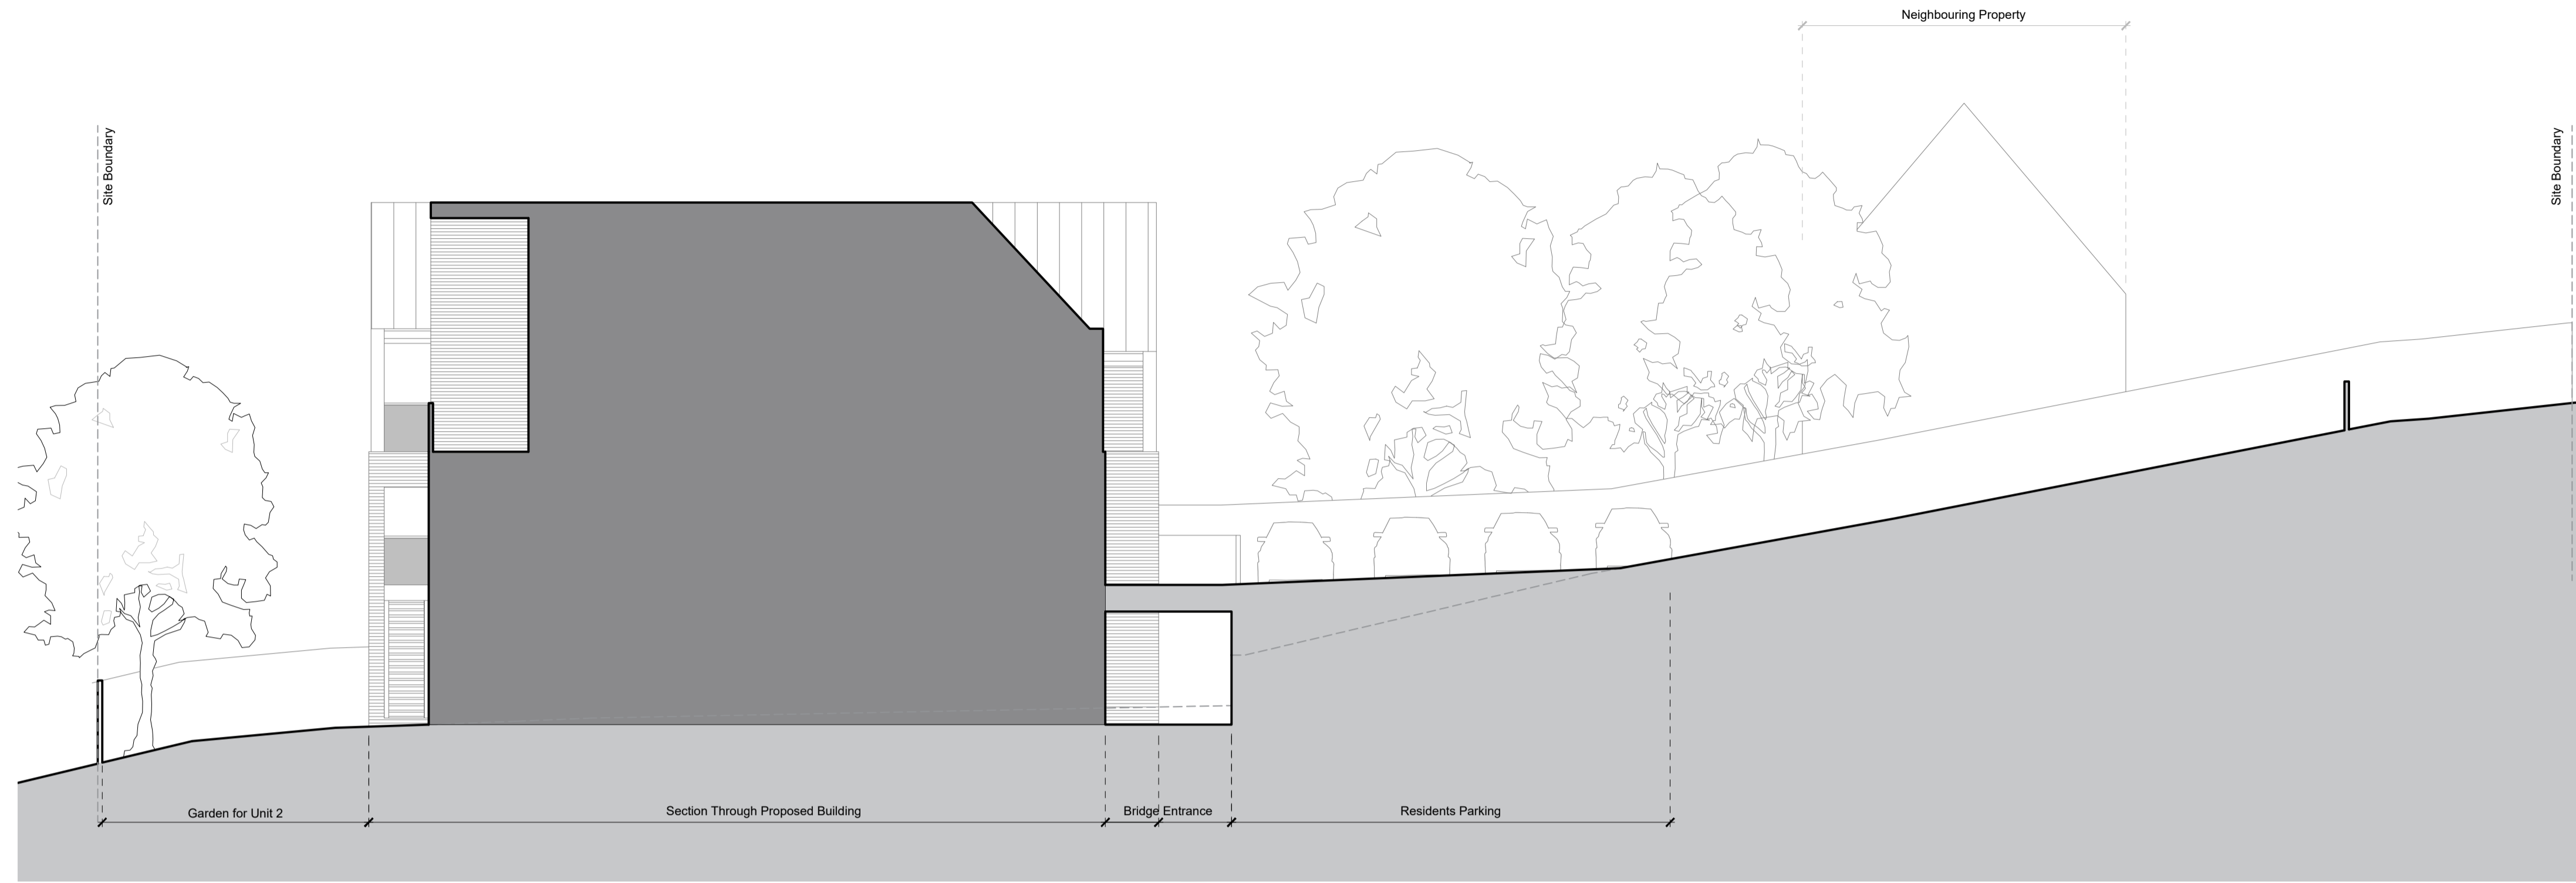 Neighbouring Property
Site Boundary
Site Boundary
Garden for Unit 2
Section Through Proposed Building
Bridge Entrance
Residents Parking